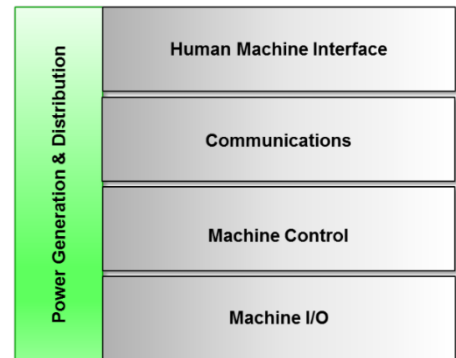 Power Generation & Distribution
Human Machine Interface
Communications
Machine Control
Machine I/O